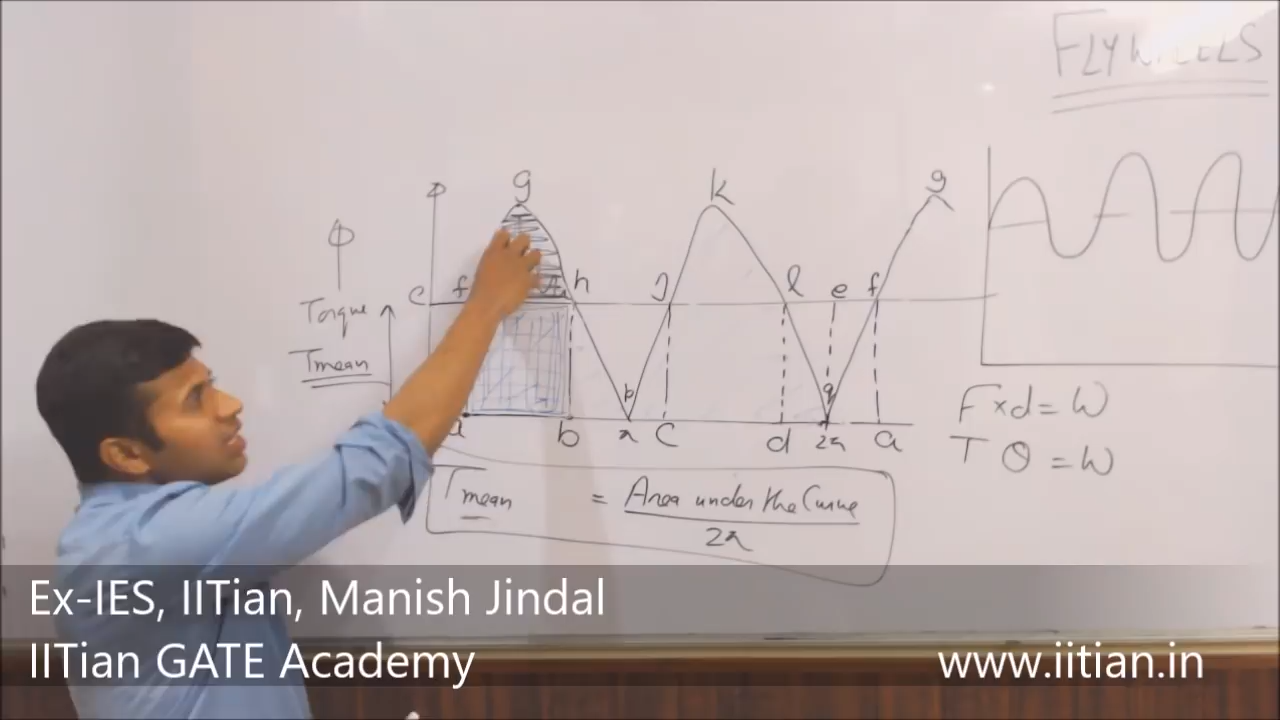 FLYWHEELS
g k g
Torque
Tmean
e f h J l e f
p q
a b π C d 2π a
F x d = W
T θ = W
Tmean = Area under the Curve
2π
Ex-IES, IITian, Manish Jindal
IITian GATE Academy
www.iitian.in